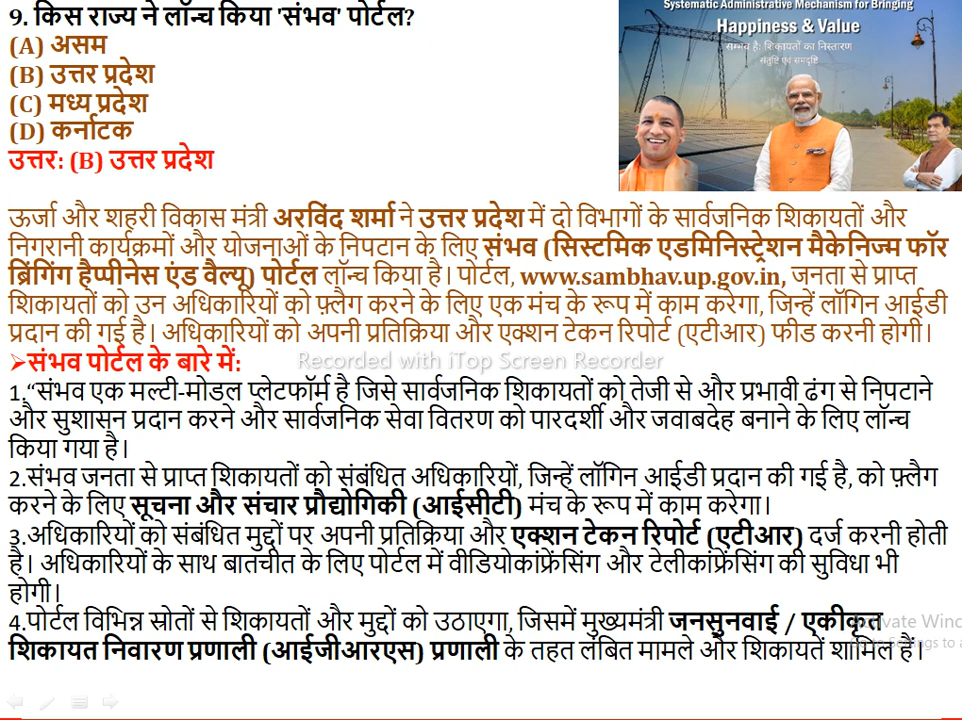 9. किस राज्य ने लॉन्च किया 'संभव' पोर्टल?
(A) असम
(B) उत्तर प्रदेश
(C) मध्य प्रदेश
(D) कर्नाटक
उत्तर: (B) उत्तर प्रदेश
Systematic Administrative Mechanism for Bringing
Happiness & Value
सम्भव है: शिकायतों का निस्तारण
संतुष्टि एवं समदृष्टि
ऊर्जा और शहरी विकास मंत्री अरविंद शर्मा ने उत्तर प्रदेश में दो विभागों के सार्वजनिक शिकायतों और
निगरानी कार्यक्रमों और योजनाओं के निपटान के लिए संभव (सिस्टमिक एडमिनिस्ट्रेशन मैकेनिज्म फॉर
ब्रिंगिंग हैप्पीनेस एंड वैल्यू) पोर्टल लॉन्च किया है। पोर्टल, www.sambhav.up.gov.in, जनता से प्राप्त
शिकायतों को उन अधिकारियों को फ़्लैग करने के लिए एक मंच के रूप में काम करेगा, जिन्हें लॉगिन आईडी
प्रदान की गई है। अधिकारियों को अपनी प्रतिक्रिया और एक्शन टेकन रिपोर्ट (एटीआर) फीड करनी होगी।
➢संभव पोर्टल के बारे में:
Recorded with iTop Screen Recorder
1.“संभव एक मल्टी-मोडल प्लेटफॉर्म है जिसे सार्वजनिक शिकायतों को तेजी से और प्रभावी ढंग से निपटाने
और सुशासन प्रदान करने और सार्वजनिक सेवा वितरण को पारदर्शी और जवाबदेह बनाने के लिए लॉन्च
किया गया है।
2.संभव जनता से प्राप्त शिकायतों को संबंधित अधिकारियों, जिन्हें लॉगिन आईडी प्रदान की गई है, को फ़्लैग
करने के लिए सूचना और संचार प्रौद्योगिकी (आईसीटी) मंच के रूप में काम करेगा।
3.अधिकारियों को संबंधित मुद्दों पर अपनी प्रतिक्रिया और एक्शन टेकन रिपोर्ट (एटीआर) दर्ज करनी होती
है। अधिकारियों के साथ बातचीत के लिए पोर्टल में वीडियोकांफ्रेंसिंग और टेलीकांफ्रेंसिंग की सुविधा भी
होगी।
4.पोर्टल विभिन्न स्रोतों से शिकायतों और मुद्दों को उठाएगा, जिसमें मुख्यमंत्री जनसुनवाई / एकीकृत
शिकायत निवारण प्रणाली (आईजीआरएस) प्रणाली के तहत लंबित मामले और शिकायतें शामिल हैं।